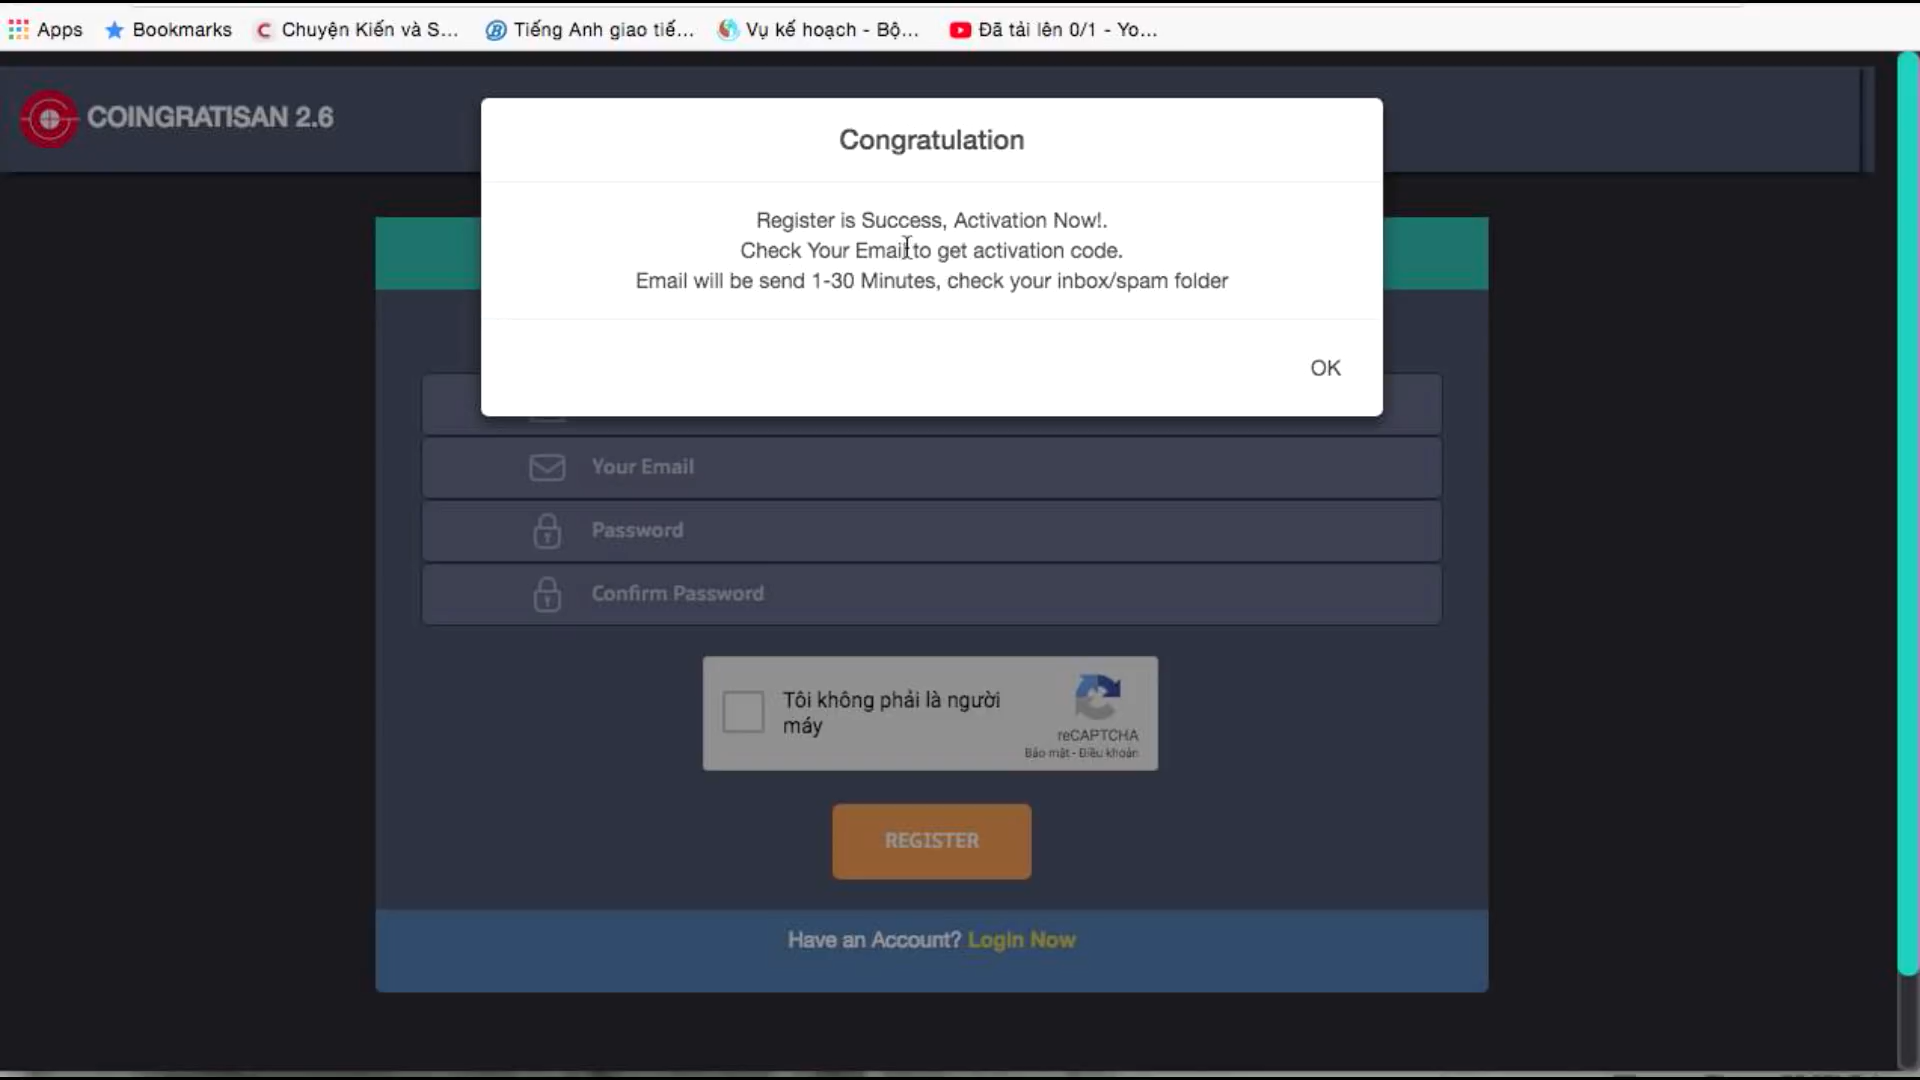 Apps Bookmarks Chuyện Kiến và S... Tiếng Anh giao tiế... Vụ kế hoạch - Bộ... Đã tải lên 0/1 - Yo...
COINGRATISAN 2.6
Congratulation
Register is Success, Activation Now!.
Check Your Email to get activation code.
Email will be send 1-30 Minutes, check your inbox/spam folder
OK
Your Email
Password
Confirm Password
Tôi không phải là người
máy
reCAPTCHA
Bảo mật - Điều khoản
REGISTER
Have an Account? Login Now